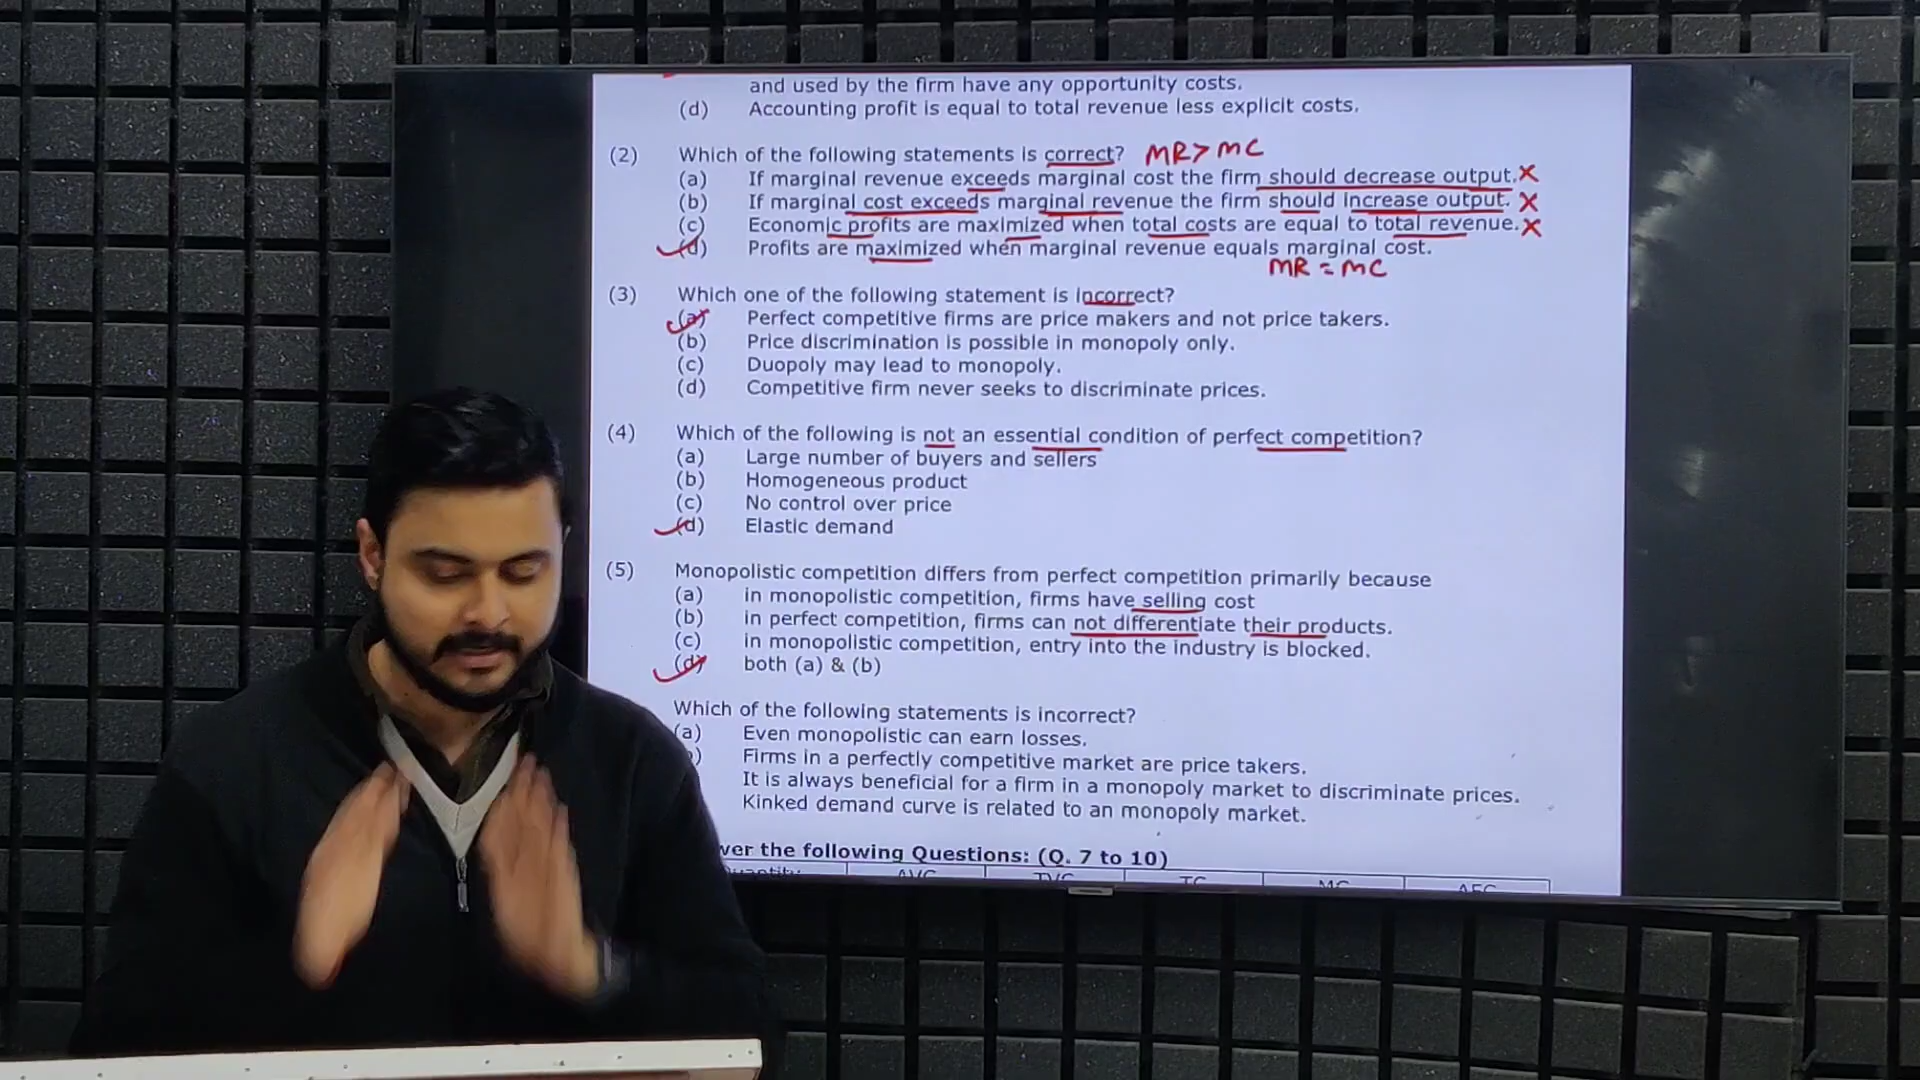 and used by the firm have any opportunity costs.
(d) Accounting profit is equal to total revenue less explicit costs.
(2) Which of the following statements is correct? MR > MC
(a) If marginal revenue exceeds marginal cost the firm should decrease output. ×
(b) If marginal cost exceeds marginal revenue the firm should increase output. ×
(c) Economic profits are maximized when total costs are equal to total revenue. ×
(d) Profits are maximized when marginal revenue equals marginal cost.
MR = MC
(3) Which one of the following statement is incorrect?
(a) Perfect competitive firms are price makers and not price takers.
(b) Price discrimination is possible in monopoly only.
(c) Duopoly may lead to monopoly.
(d) Competitive firm never seeks to discriminate prices.
(4) Which of the following is not an essential condition of perfect competition?
(a) Large number of buyers and sellers
(b) Homogeneous product
(c) No control over price
(d) Elastic demand
(5) Monopolistic competition differs from perfect competition primarily because
(a) in monopolistic competition, firms have selling cost
(b) in perfect competition, firms can not differentiate their products.
(c) in monopolistic competition, entry into the industry is blocked.
(d) both (a) & (b)
Which of the following statements is incorrect?
(a) Even monopolistic can earn losses.
) Firms in a perfectly competitive market are price takers.
It is always beneficial for a firm in a monopoly market to discriminate prices.
Kinked demand curve is related to an monopoly market.
the following Questions: (Q. 7 to 10)
AVC TVC TC MC AFC